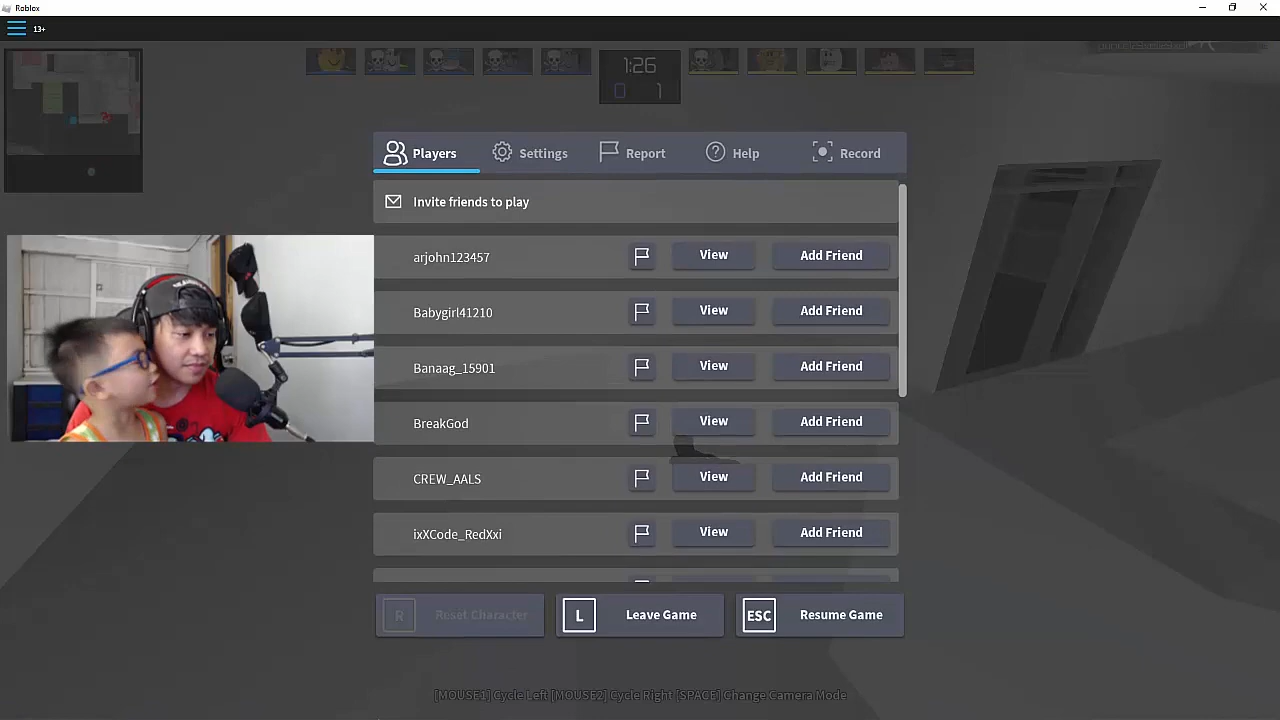 Roblox
13+
1:26
0 1
Players Settings Report Help Record
Invite friends to play
arjohn123457 View Add Friend
Babygirl41210 View Add Friend
Banaag_15901 View Add Friend
BreakGod View Add Friend
CREW_AALS View Add Friend
ixXCode_RedXxi View Add Friend
R Reset Character L Leave Game ESC Resume Game
[MOUSE1] Cycle Left [MOUSE2] Cycle Right [SPACE] Change Camera Mode